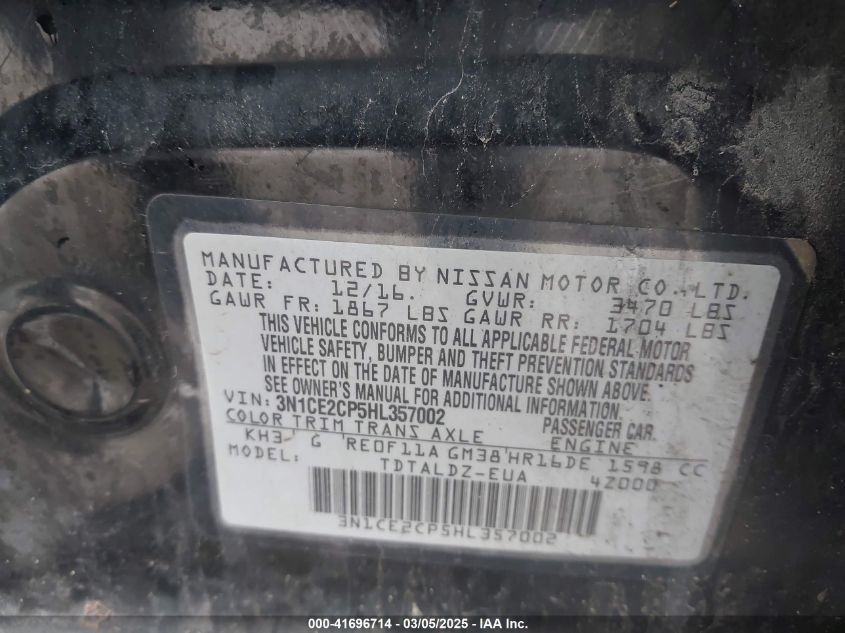 MANUFACTURED BY NISSAN MOTOR CO., LTD.
DATE: 12/16. GVWR: 3470 LBS
GAWR FR: 1867 LBS GAWR RR: 1704 LBS
THIS VEHICLE CONFORMS TO ALL APPLICABLE FEDERAL MOTOR
VEHICLE SAFETY, BUMPER AND THEFT PREVENTION STANDARDS
IN EFFECT ON THE DATE OF MANUFACTURE SHOWN ABOVE.
SEE OWNER'S MANUAL FOR ADDITIONAL INFORMATION.
VIN: 3N1CE2CP5HL357002 PASSENGER CAR.
COLOR TRIM TRANS AXLE ENGINE
KH3 G RE0F11A GM38 HR16DE 1598 CC
MODEL: TDTALDZ-EUA 4Z000
3N1CE2CP5HL357002
000-41696714 — 03/05/2025 — IAAI Inc.